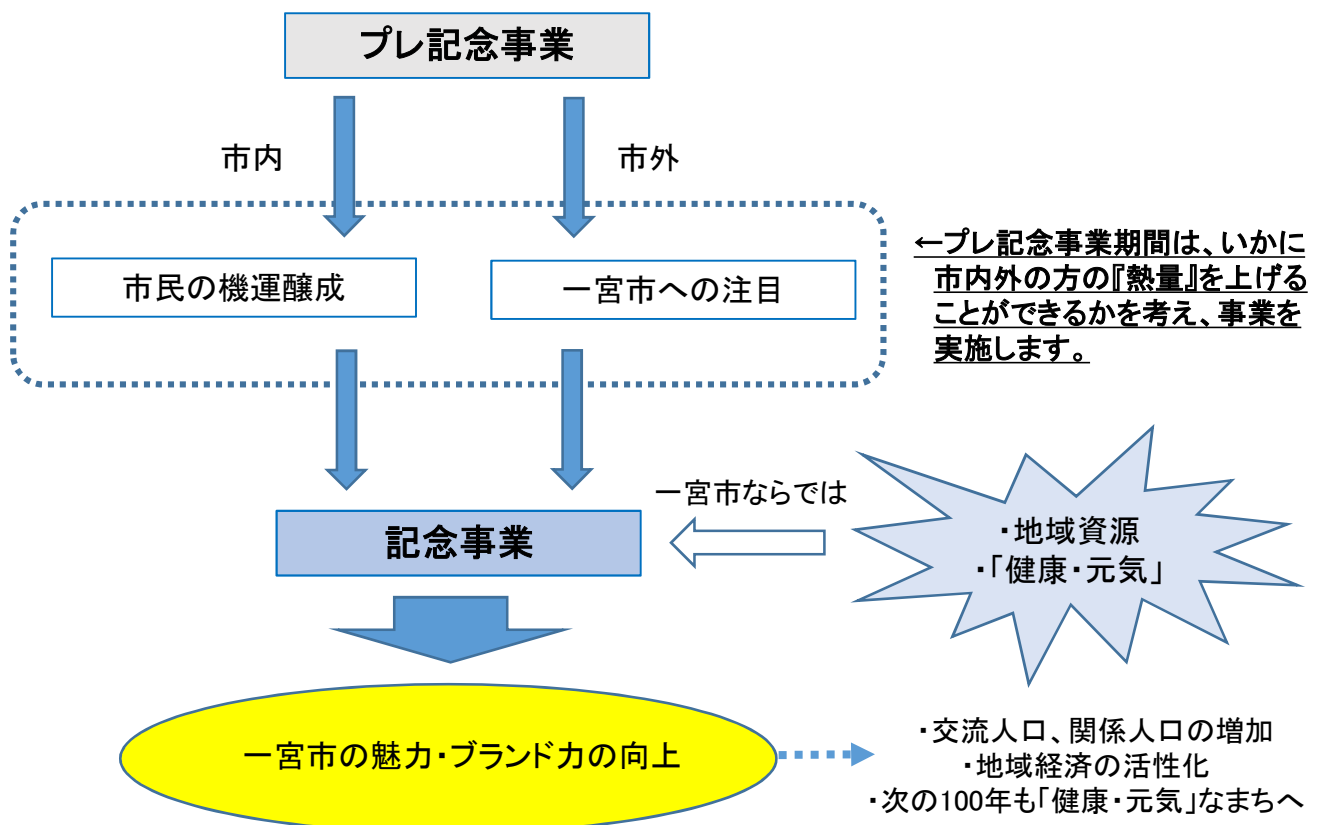 プレ記念事業
市内
市外
市民の機運醸成
一宮市への注目
←プレ記念事業期間は、いかに
市内外の方の『熱量』を上げる
ことができるかを考え、事業を
実施します。
一宮市ならでは
・地域資源
・「健康・元気」
記念事業
一宮市の魅力・ブランド力の向上
・交流人口、関係人口の増加
・地域経済の活性化
・次の100年も「健康・元気」なまちへ